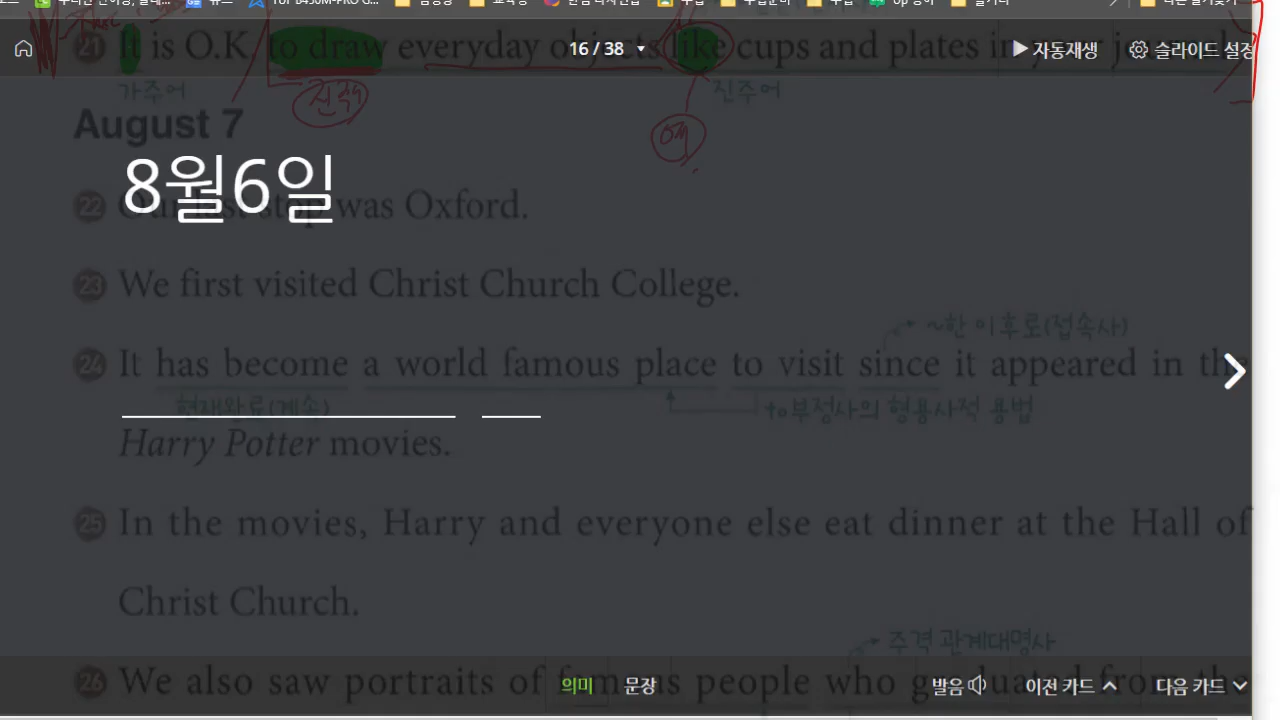 21 It is O.K. to draw everyday objects like cups and plates in your
16 / 38
자동재생
슬라이드 설정
가주어
진주어
August 7
8월6일
22 Our last stop was Oxford.
23 We first visited Christ Church College.
~한 이후로(접속사)
24 It has become a world famous place to visit since it appeared in the
현재완료(계속)
to부정사의 형용사적 용법
Harry Potter movies.
25 In the movies, Harry and everyone else eat dinner at the Hall of
Christ Church.
주격 관계대명사
26 We also saw portraits of famous people who graduated from the
의미 문장 발음 이전 카드 다음 카드